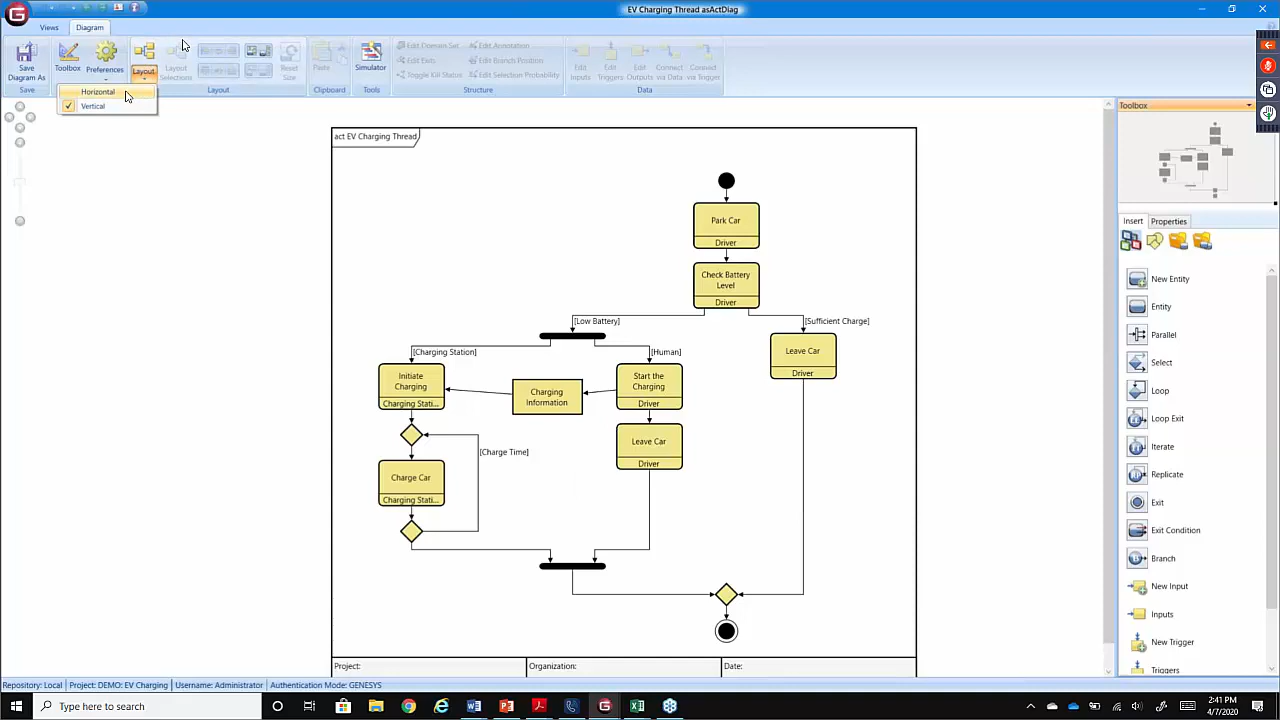 EV Charging Thread asActDiag
Views
Diagram
Save
Diagram As
Toolbox
Preferences
Layout
Layout
Selections
Reset
Size
Paste
Simulator
Edit Domain Set
Edit Exits
Toggle Kill Status
Edit Annotation
Edit Branch Position
Edit Selection Probability
Edit
Inputs
Edit
Triggers
Edit
Outputs
Connect
via Data
Connect
via Trigger
Save
Layout
Clipboard
Tools
Structure
Data
Horizontal
Vertical
act EV Charging Thread
Park Car
Driver
Check Battery
Level
Driver
[Low Battery]
[Sufficient Charge]
[Charging Station]
[Human]
Leave Car
Driver
Initiate
Charging
Charging Stati...
Charging
Information
Start the
Charging
Driver
Leave Car
Driver
[Charge Time]
Charge Car
Charging Stati...
Project:
Organization:
Date:
Toolbox
Insert
Properties
New Entity
Entity
Parallel
Select
Loop
Loop Exit
Iterate
Replicate
Exit
Exit Condition
Branch
New Input
Inputs
New Trigger
Triggers
Repository: Local
Project: DEMO: EV Charging
Username: Administrator
Authentication Mode: GENESYS
Type here to search
2:41 PM
4/7/2020